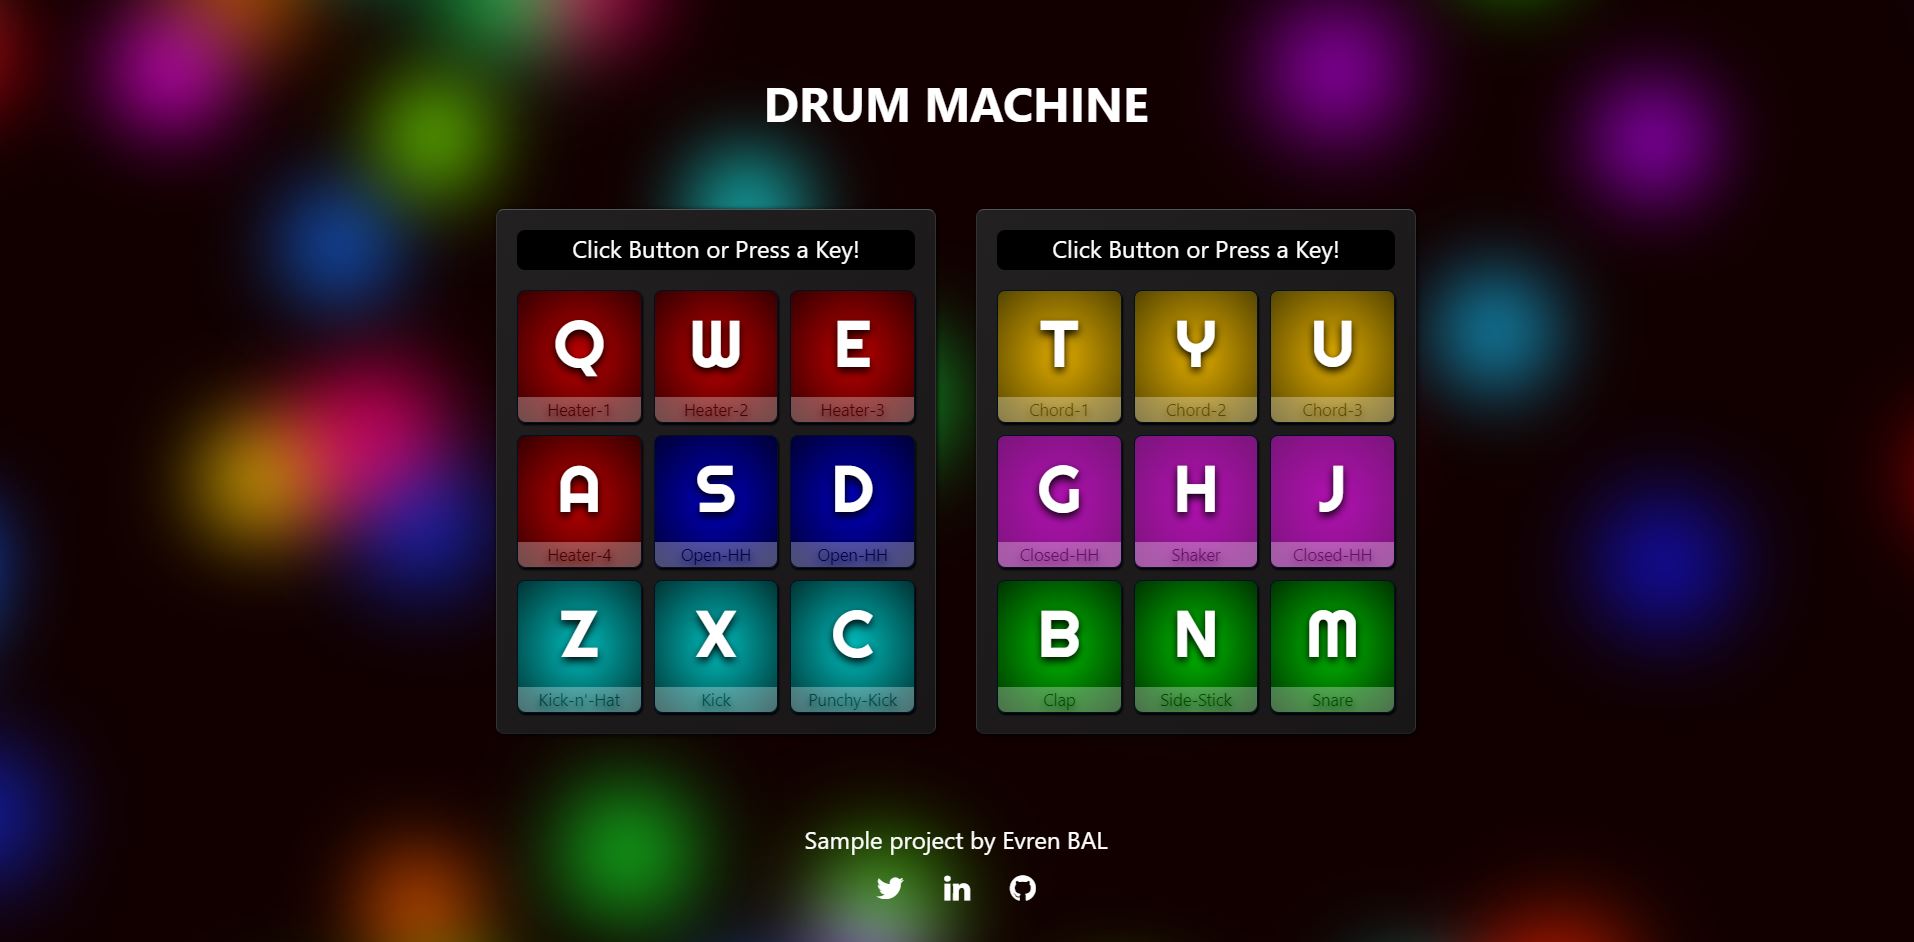 DRUM MACHINE
Click Button or Press a Key!
Q W E
Heater-1 Heater-2 Heater-3
A S D
Heater-4 Open-HH Open-HH
Z X C
Kick-n'-Hat Kick Punchy-Kick
Click Button or Press a Key!
T Y U
Chord-1 Chord-2 Chord-3
G H J
Closed-HH Shaker Closed-HH
B N M
Clap Side-Stick Snare
Sample project by Evren BAL
in